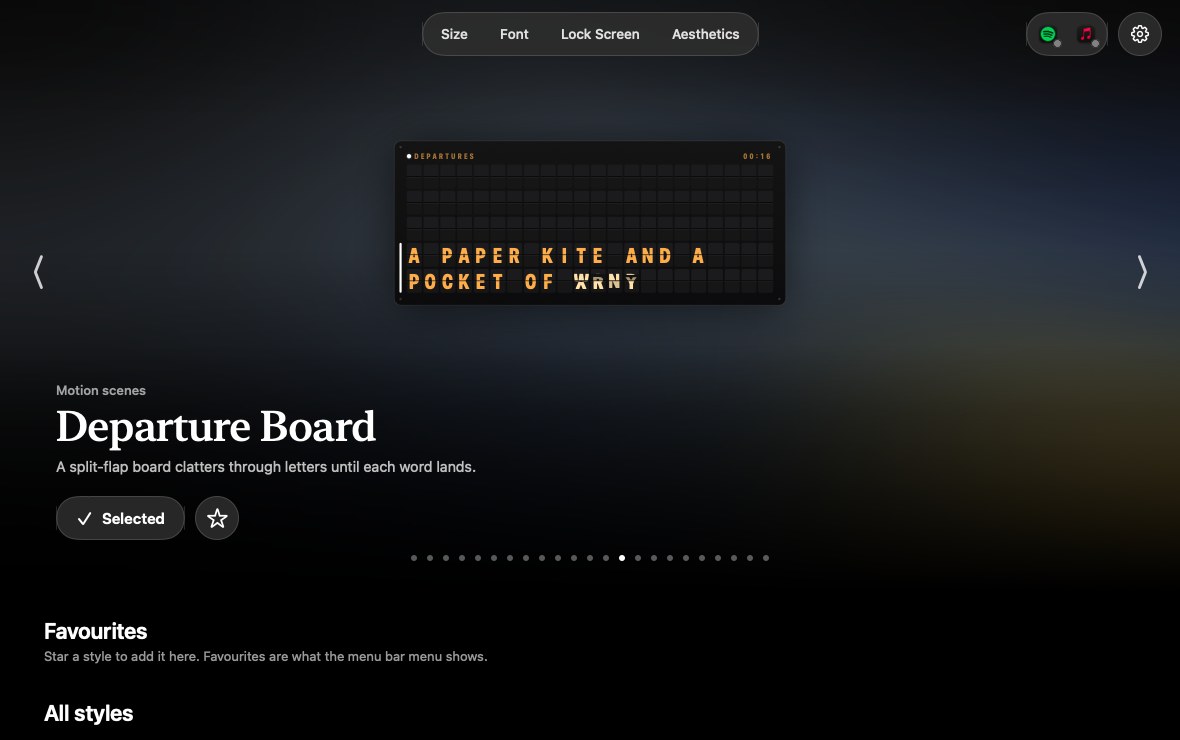 Size Font Lock Screen Aesthetics
DEPARTURES 00:16
A PAPER KITE AND A
POCKET OF
Motion scenes
Departure Board
A split-flap board clatters through letters until each word lands.
Selected
Favourites
Star a style to add it here. Favourites are what the menu bar menu shows.
All styles